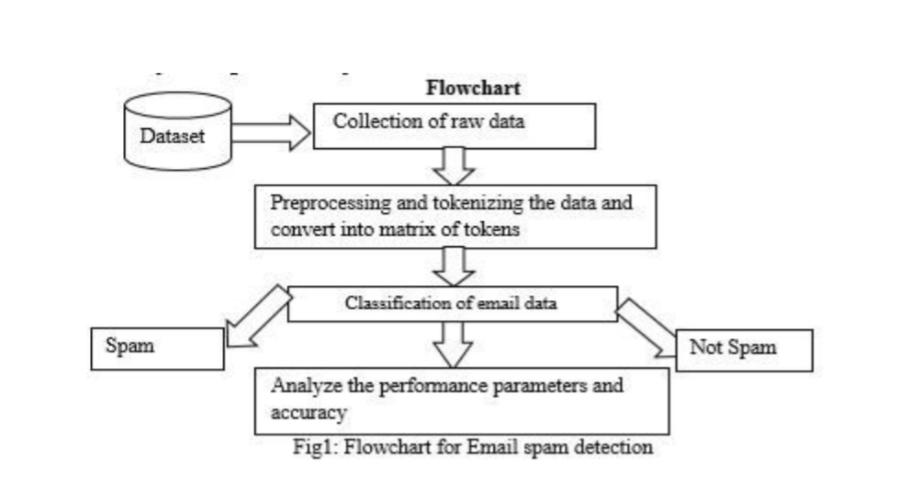 Flowchart
Dataset
Collection of raw data
Preprocessing and tokenizing the data and
convert into matrix of tokens
Classification of email data
Spam
Not Spam
Analyze the performance parameters and
accuracy
Fig1: Flowchart for Email spam detection